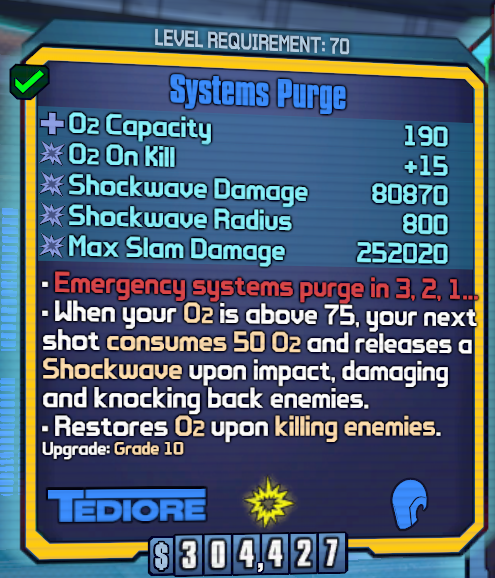 LEVEL REQUIREMENT: 70
Systems Purge
O2 Capacity 190
O2 On Kill +15
Shockwave Damage 80870
Shockwave Radius 800
Max Slam Damage 252020
• Emergency systems purge in 3, 2, 1...
• When your O2 is above 75, your next
shot consumes 50 O2 and releases a
Shockwave upon impact, damaging
and knocking back enemies.
• Restores O2 upon killing enemies.
Upgrade: Grade 10
TEDIORE
$ 304,427